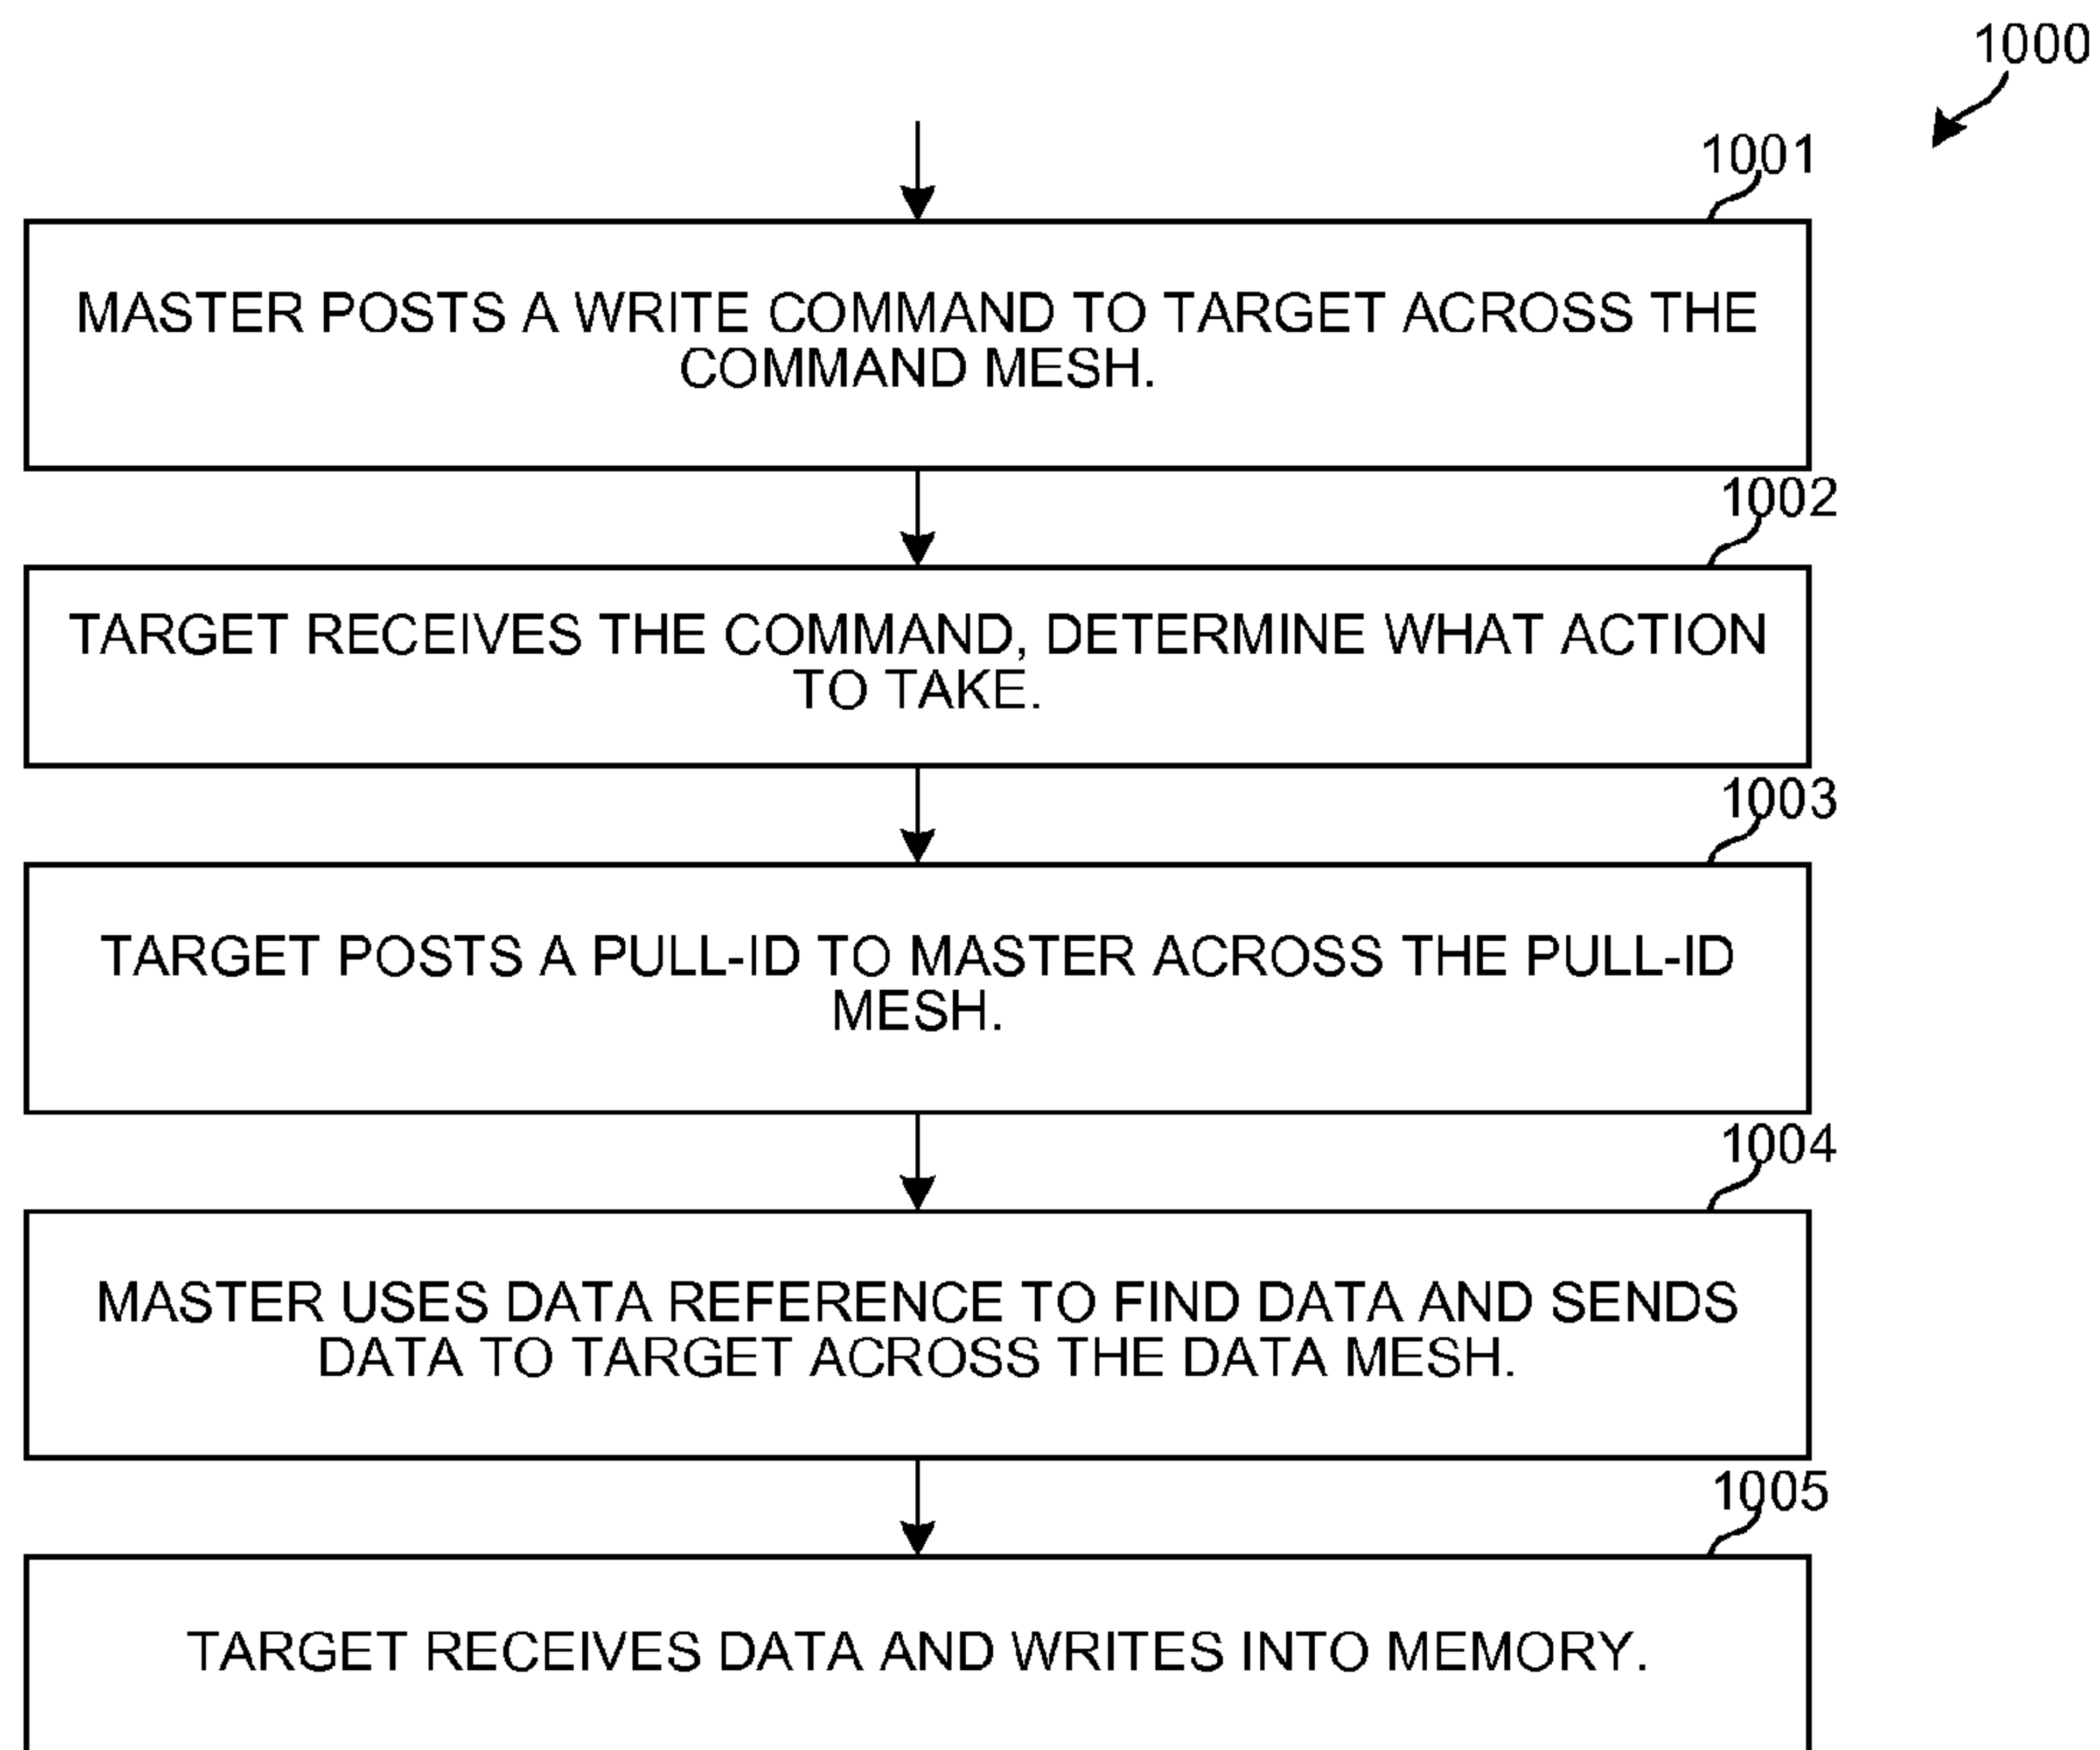 1000
1001
MASTER POSTS A WRITE COMMAND TO TARGET ACROSS THE
COMMAND MESH.
1002
TARGET RECEIVES THE COMMAND, DETERMINE WHAT ACTION
TO TAKE.
1003
TARGET POSTS A PULL-ID TO MASTER ACROSS THE PULL-ID
MESH.
1004
MASTER USES DATA REFERENCE TO FIND DATA AND SENDS
DATA TO TARGET ACROSS THE DATA MESH.
1005
TARGET RECEIVES DATA AND WRITES INTO MEMORY.